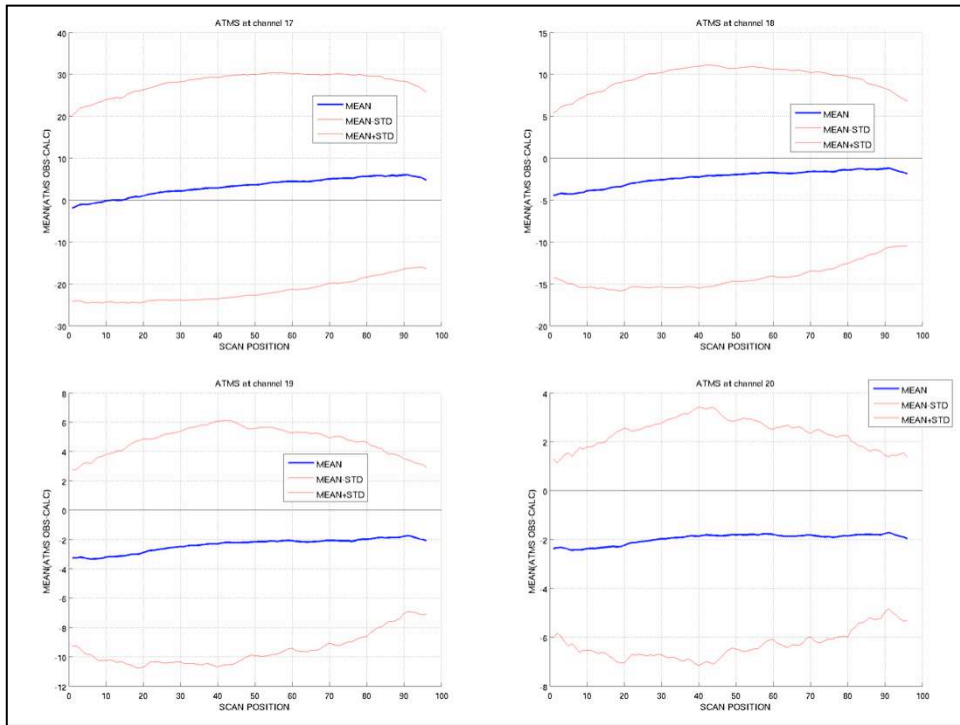 ATMS at channel 17
40
30
20
10
0
-10
-20
-30
MEAN(ATMS OBS-CALC)
MEAN
MEAN-STD
MEAN+STD
0 10 20 30 40 50 60 70 80 90 100
SCAN POSITION
ATMS at channel 18
15
10
5
0
-5
-10
-15
-20
MEAN(ATMS OBS-CALC)
MEAN
MEAN-STD
MEAN+STD
0 10 20 30 40 50 60 70 80 90 100
SCAN POSITION
ATMS at channel 19
8
6
4
2
0
-2
-4
-6
-8
-10
-12
MEAN(ATMS OBS-CALC)
MEAN
MEAN-STD
MEAN+STD
0 10 20 30 40 50 60 70 80 90 100
SCAN POSITION
ATMS at channel 20
4
2
0
-2
-4
-6
-8
MEAN(ATMS OBS-CALC)
MEAN
MEAN-STD
MEAN+STD
0 10 20 30 40 50 60 70 80 90 100
SCAN POSITION